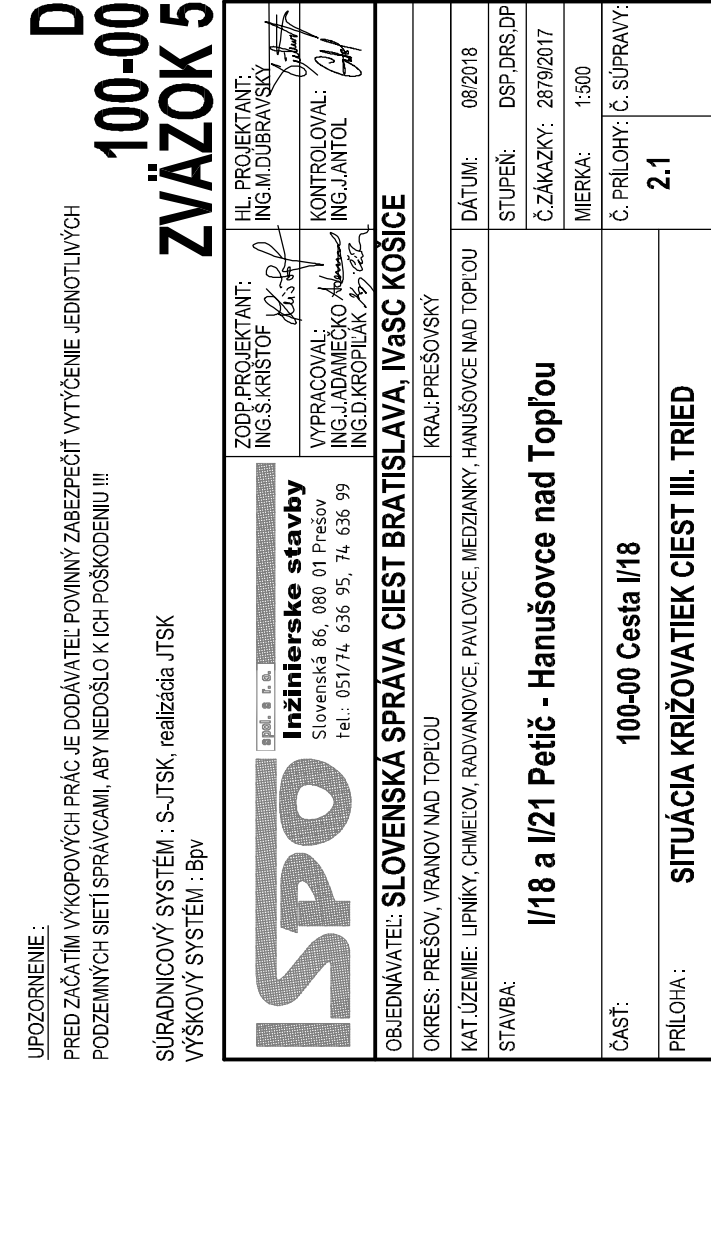 D
100-00
ZVÄZOK 5
UPOZORNENIE :
PRED ZAČATÍM VÝKOPOVÝCH PRÁC JE DODÁVATEĽ POVINNÝ ZABEZPEČIŤ VYTÝČENIE JEDNOTLIVÝCH
PODZEMNÝCH SIETÍ SPRÁVCAMI, ABY NEDOŠLO K ICH POŠKODENIU !!!
SÚRADNICOVÝ SYSTÉM : S-JTSK, realizácia JTSK
VÝŠKOVÝ SYSTÉM : Bpv
ISPO
spol. s r. o.
Inžinierske stavby
Slovenská 86, 080 01 Prešov
tel.: 051/74 636 95, 74 636 99
ZODP.PROJEKTANT:
ING.Š.KRIŠTOF
HL. PROJEKTANT:
ING.M.DÚBRAVSKÝ
VYPRACOVAL:
ING.J.ADAMEČKO
ING.D.KROPIĽÁK
KONTROLOVAL:
ING.J.ANTOL
OBJEDNÁVATEĽ: SLOVENSKÁ SPRÁVA CIEST BRATISLAVA, IVaSC KOŠICE
OKRES: PREŠOV, VRANOV NAD TOPĽOU
KRAJ: PREŠOVSKÝ
KAT.ÚZEMIE: LIPNÍKY, CHMEĽOV, RADVANOVCE, PAVLOVCE, MEDZIANKY, HANUŠOVCE NAD TOPĽOU
DÁTUM: 08/2018
STAVBA:
I/18 a I/21 Petič - Hanušovce nad Topľou
STUPEŇ: DSP,DRS,DP
Č.ZÁKAZKY: 2879/2017
MIERKA: 1:500
ČASŤ:
100-00 Cesta I/18
Č. PRÍLOHY:
2.1
Č. SÚPRAVY:
PRÍLOHA :
SITUÁCIA KRIŽOVATIEK CIEST III. TRIED